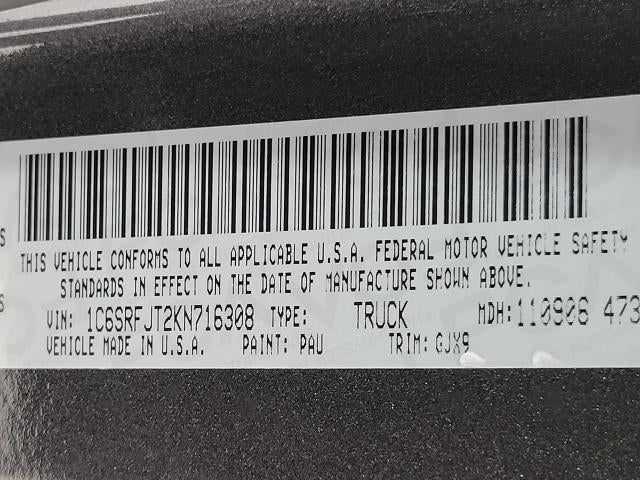 THIS VEHICLE CONFORMS TO ALL APPLICABLE U.S.A. FEDERAL MOTOR VEHICLE SAFETY
STANDARDS IN EFFECT ON THE DATE OF MANUFACTURE SHOWN ABOVE.
VIN: 1C6SRFJT2KN716308 TYPE: TRUCK MDH: 110906 473
VEHICLE MADE IN U.S.A. PAINT: PAU TRIM: GJX9